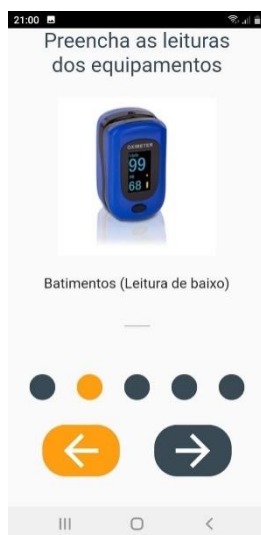 21:00
Preencha as leituras
dos equipamentos
OXIMETER
99
68
Batimentos (Leitura de baixo)